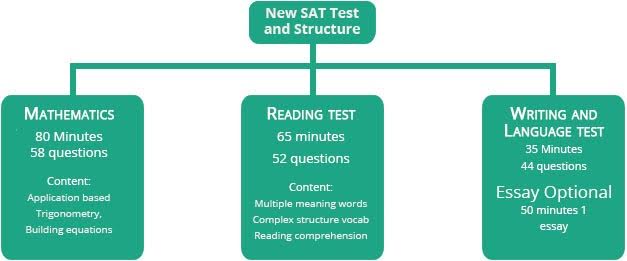 New SAT Test
and Structure
MATHEMATICS
80 Minutes
58 questions
Content:
Application based
Trigonometry,
Building equations
READING TEST
65 minutes
52 questions
Content:
Multiple meaning words
Complex structure vocab
Reading comprehension
WRITING AND
LANGUAGE TEST
35 Minutes
44 questions
Essay Optional
50 minutes 1
essay